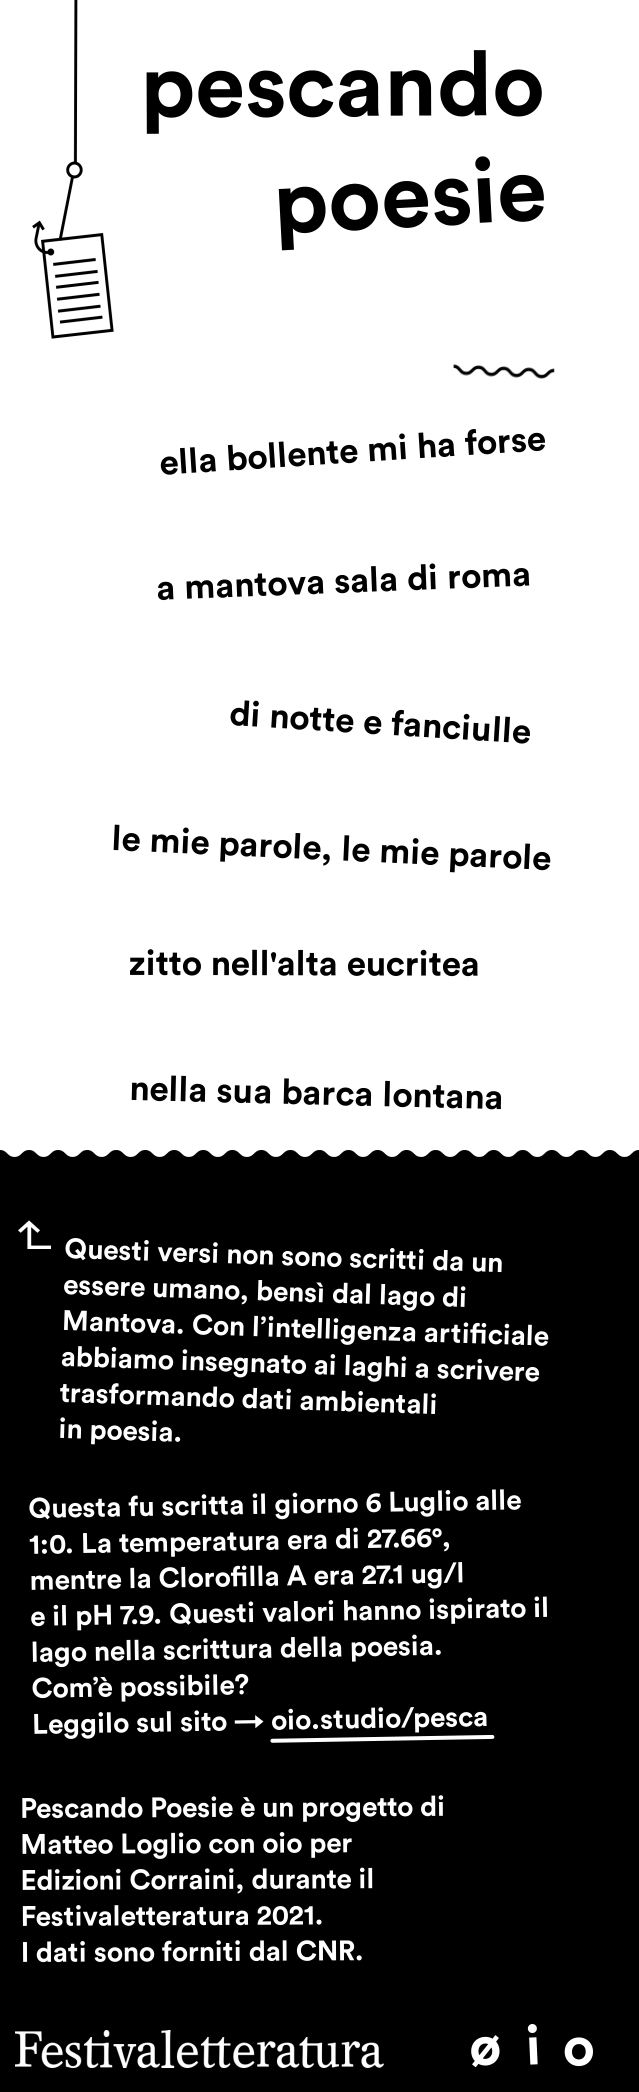 pescando
poesie
ella bollente mi ha forse
a mantova sala di roma
di notte e fanciulle
le mie parole, le mie parole
zitto nell'alta eucritea
nella sua barca lontana
Questi versi non sono scritti da un
essere umano, bensì dal lago di
Mantova. Con l’intelligenza artificiale
abbiamo insegnato ai laghi a scrivere
trasformando dati ambientali
in poesia.
Questa fu scritta il giorno 6 Luglio alle
1:0. La temperatura era di 27.66°,
mentre la Clorofilla A era 27.1 ug/l
e il pH 7.9. Questi valori hanno ispirato il
lago nella scrittura della poesia.
Com’è possibile?
Leggilo sul sito → oio.studio/pesca
Pescando Poesie è un progetto di
Matteo Loglio con oio per
Edizioni Corraini, durante il
Festivaletteratura 2021.
I dati sono forniti dal CNR.
Festivaletteratura ø i o